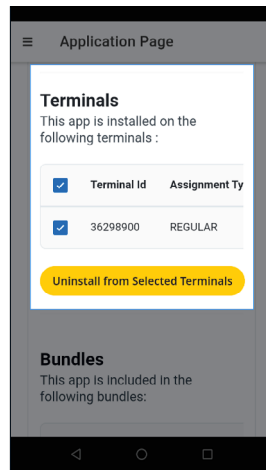 Application Page
Terminals
This app is installed on the
following terminals :
Terminal Id Assignment Ty
36298900 REGULAR
Uninstall from Selected Terminals
Bundles
This app is included in the
following bundles: